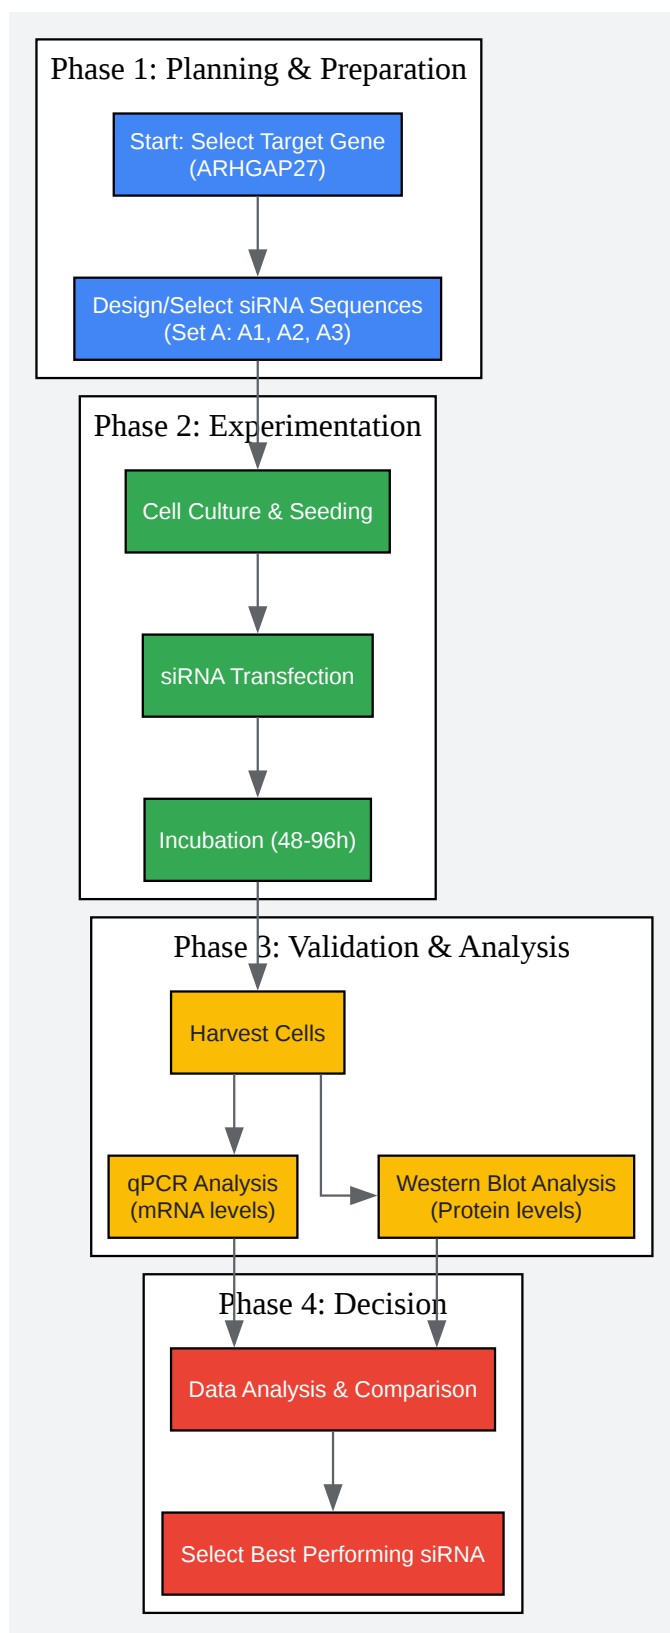 Phase 1: Planning & Preparation
Start: Select Target Gene
(ARHGAP27)
Design/Select siRNA Sequences
(Set A: A1, A2, A3)
Phase 2: Experimentation
Cell Culture & Seeding
siRNA Transfection
Incubation (48-96h)
Phase 3: Validation & Analysis
Harvest Cells
qPCR Analysis
(mRNA levels)
Western Blot Analysis
(Protein levels)
Phase 4: Decision
Data Analysis & Comparison
Select Best Performing siRNA